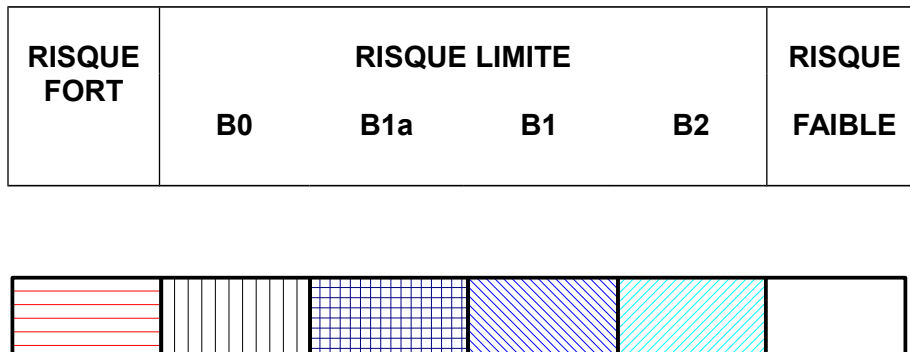 RISQUE RISQUE LIMITE RISQUE
FORT
B0 B1a B1 B2 FAIBLE